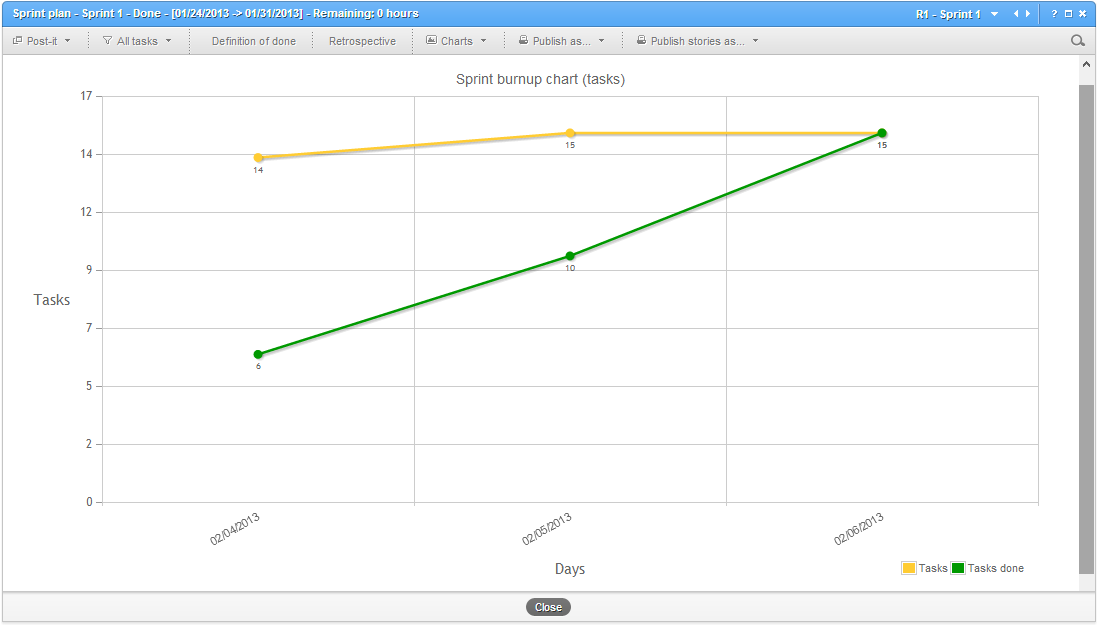 Sprint plan - Sprint 1 - Done - [01/24/2013 -> 01/31/2013] - Remaining: 0 hours R1 - Sprint 1 ?
Post-it All tasks Definition of done Retrospective Charts Publish as... Publish stories as...
Sprint burnup chart (tasks)
17
14
12
9
7
5
2
0
Tasks
14
15
15
10
6
02/04/2013 02/05/2013 02/06/2013
Days
Tasks Tasks done
Close